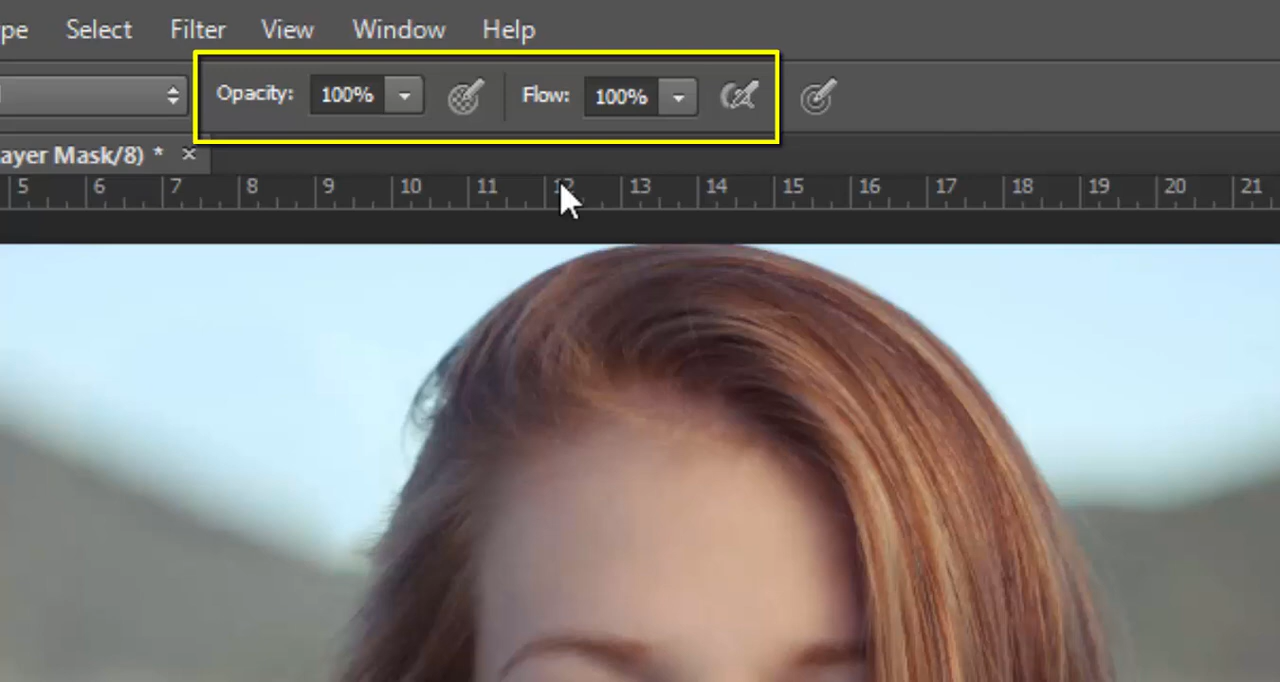 pe Select Filter View Window Help
Opacity: 100% Flow: 100%
ayer Mask/8) * ×
5 6 7 8 9 10 11 12 13 14 15 16 17 18 19 20 21